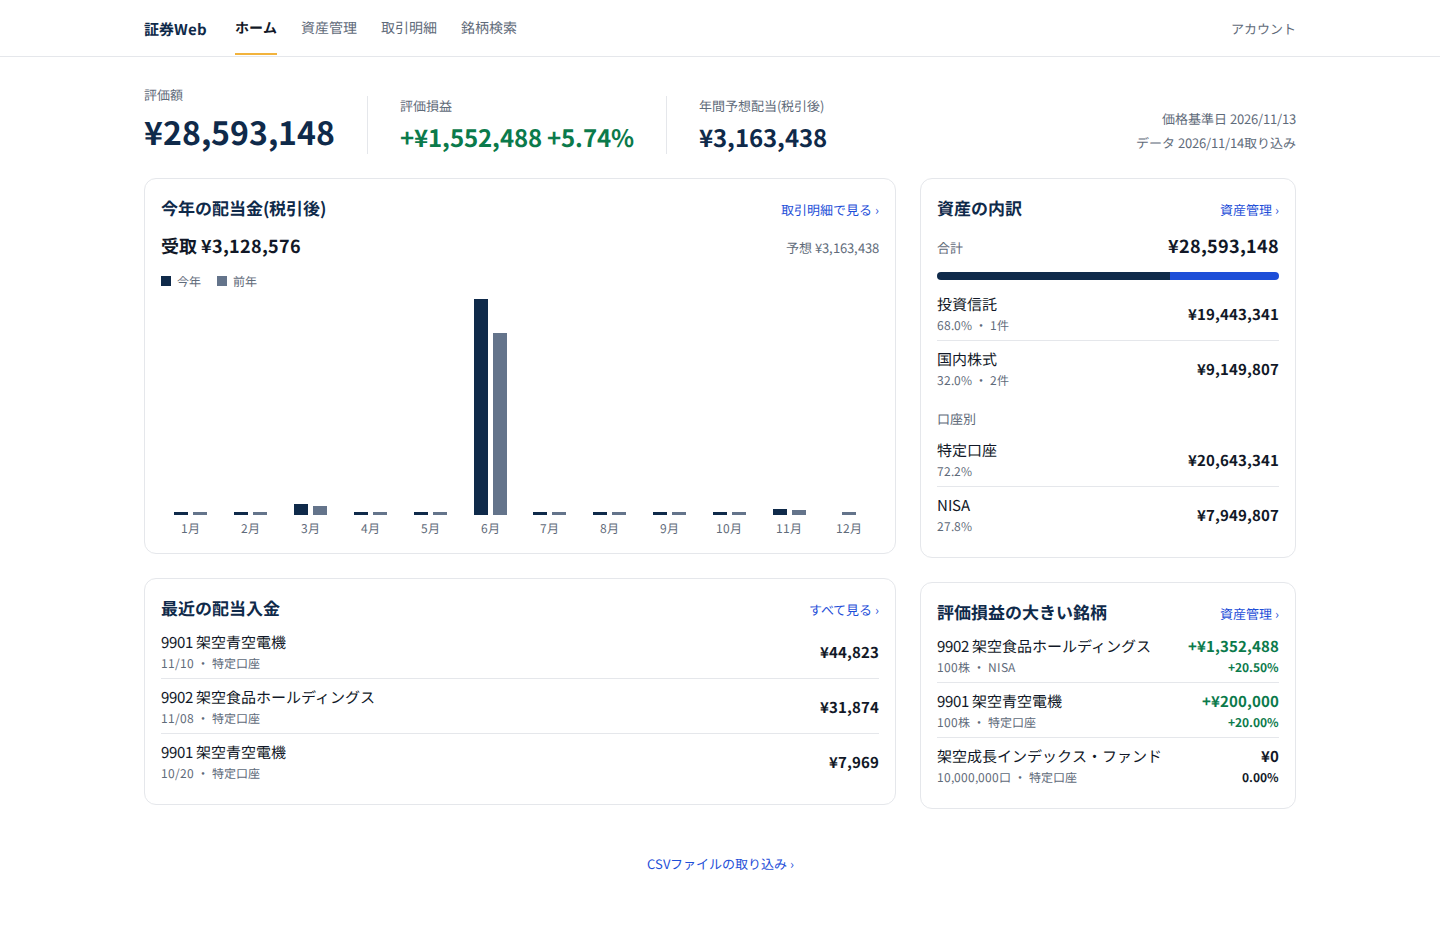 証券Web ホーム 資産管理 取引明細 銘柄検索 アカウント
評価額
¥28,593,148
評価損益
+¥1,552,488 +5.74%
年間予想配当(税引後)
¥3,163,438
価格基準日 2026/11/13
データ 2026/11/14取り込み
今年の配当金(税引後) 取引明細で見る ›
受取 ¥3,128,576 予想 ¥3,163,438
今年 前年
1月 2月 3月 4月 5月 6月 7月 8月 9月 10月 11月 12月
資産の内訳 資産管理 ›
合計 ¥28,593,148
投資信託 ¥19,443,341
68.0% ・ 1件
国内株式 ¥9,149,807
32.0% ・ 2件
口座別
特定口座 ¥20,643,341
72.2%
NISA ¥7,949,807
27.8%
最近の配当入金 すべて見る ›
9901 架空青空電機 ¥44,823
11/10 ・ 特定口座
9902 架空食品ホールディングス ¥31,874
11/08 ・ 特定口座
9901 架空青空電機 ¥7,969
10/20 ・ 特定口座
評価損益の大きい銘柄 資産管理 ›
9902 架空食品ホールディングス +¥1,352,488
100株 ・ NISA +20.50%
9901 架空青空電機 +¥200,000
100株 ・ 特定口座 +20.00%
架空成長インデックス・ファンド ¥0
10,000,000口 ・ 特定口座 0.00%
CSVファイルの取り込み ›